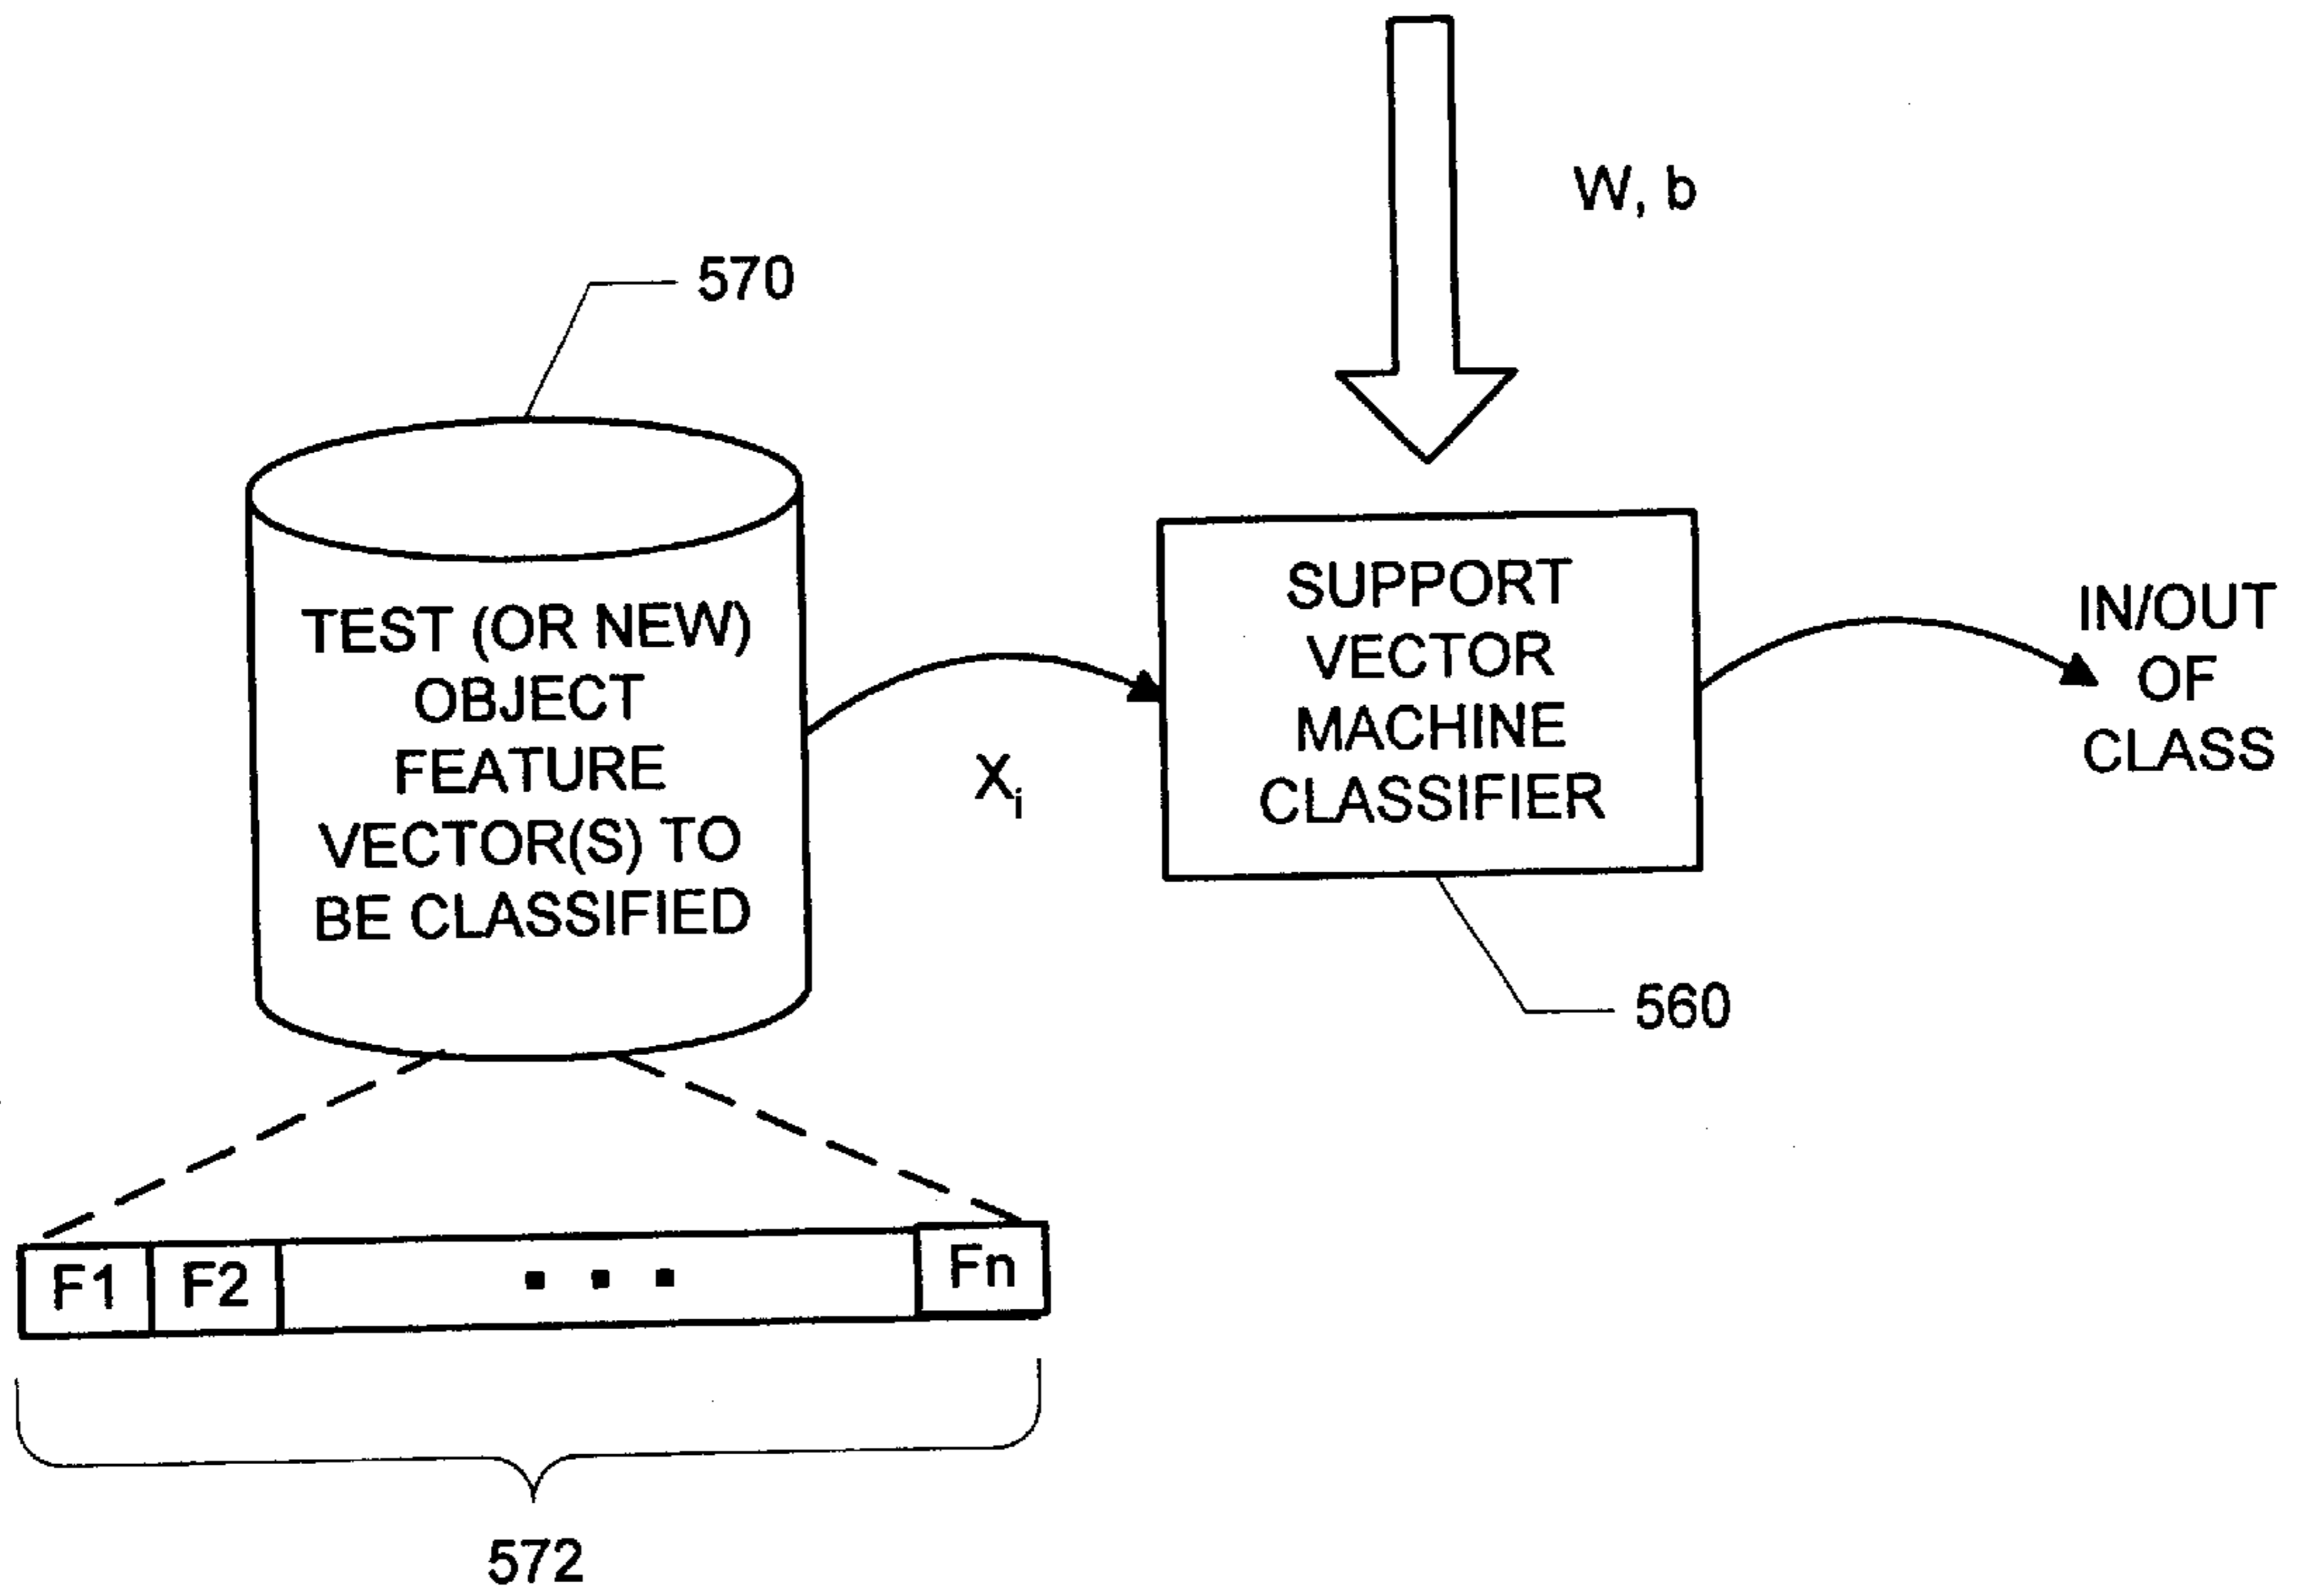 W, b
570
TEST (OR NEW)
OBJECT
FEATURE
VECTOR(S) TO
BE CLASSIFIED
Xi
SUPPORT
VECTOR
MACHINE
CLASSIFIER
IN/OUT
OF
CLASS
560
F1 F2 ... Fn
572